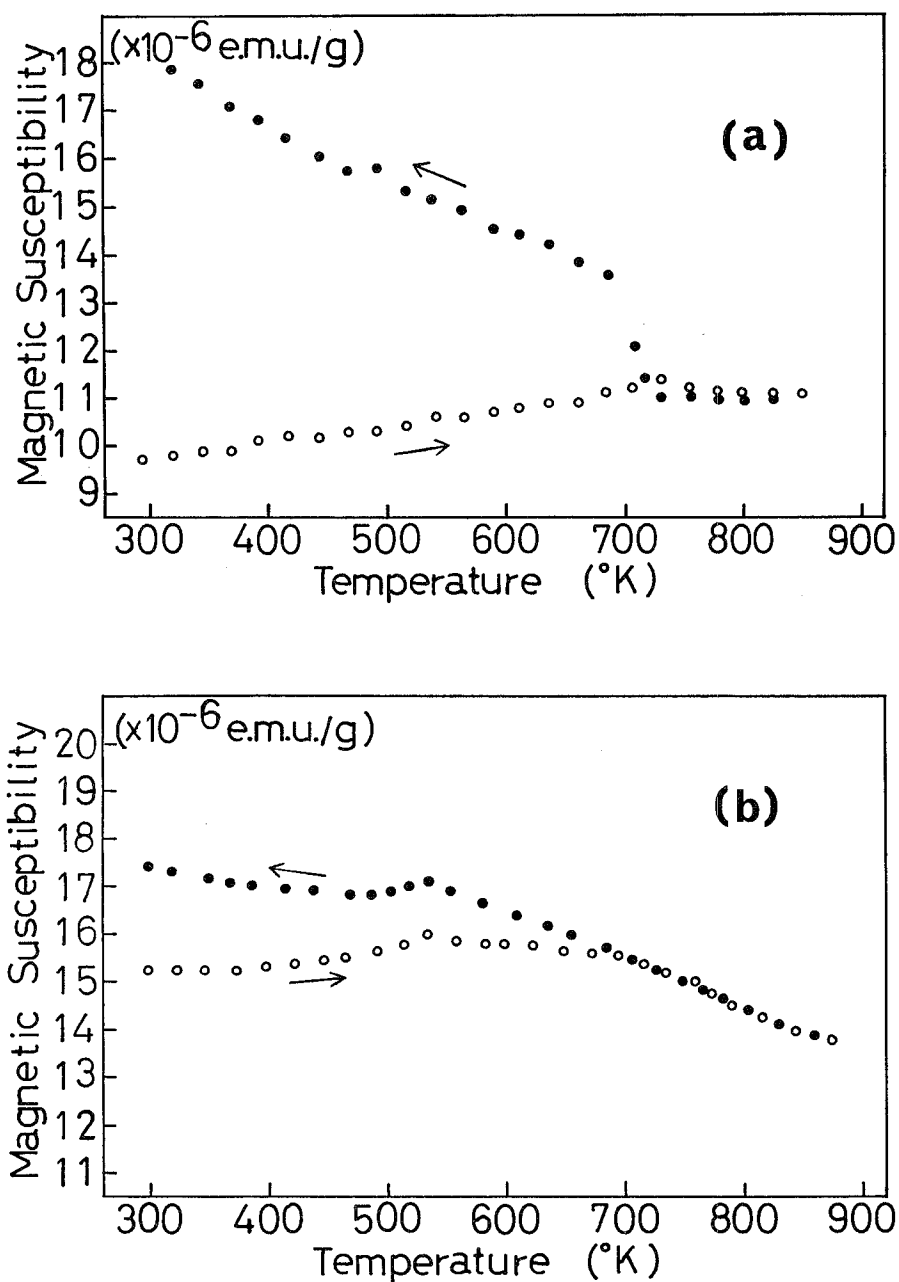 (x10-6 e.m.u./g)
(a)
Magnetic Susceptibility
18
17
16
15
14
13
12
11
10
9
300 400 500 600 700 800 900
Temperature (°K)
(x10-6 e.m.u./g)
(b)
Magnetic Susceptibility
20
19
18
17
16
15
14
13
12
11
300 400 500 600 700 800 900
Temperature (°K)